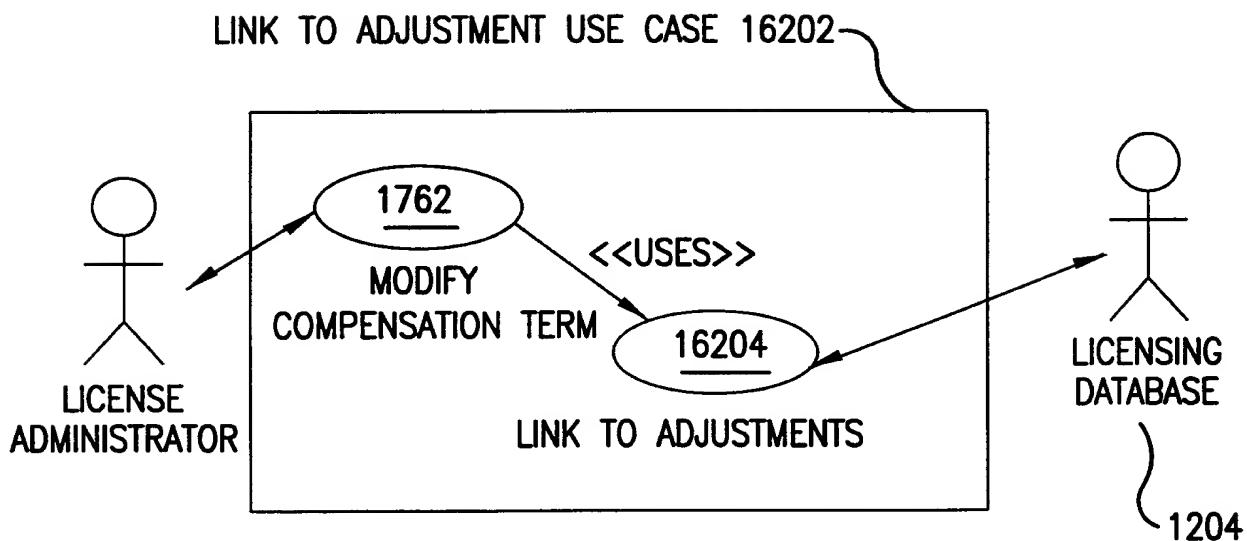 LINK TO ADJUSTMENT USE CASE 16202
1762
MODIFY
COMPENSATION TERM
<<USES>>
16204
LINK TO ADJUSTMENTS
LICENSE
ADMINISTRATOR
LICENSING
DATABASE
1204